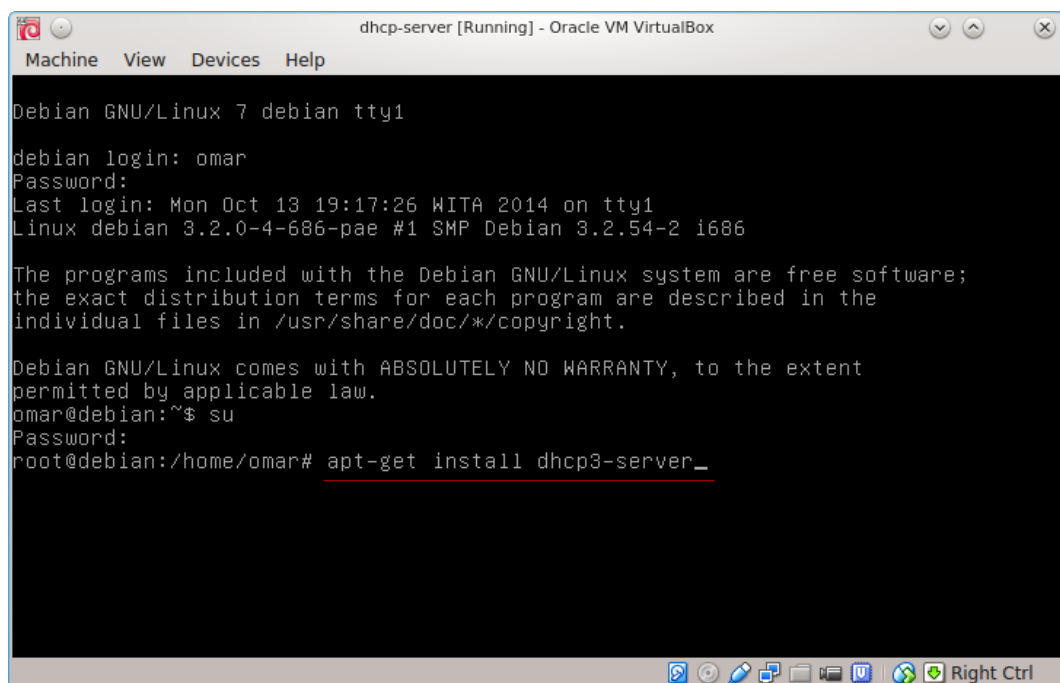 dhcp-server [Running] - Oracle VM VirtualBox
Machine View Devices Help
Debian GNU/Linux 7 debian tty1
debian login: omar
Password:
Last login: Mon Oct 13 19:17:26 WITA 2014 on tty1
Linux debian 3.2.0-4-686-pae #1 SMP Debian 3.2.54-2 i686
The programs included with the Debian GNU/Linux system are free software;
the exact distribution terms for each program are described in the
individual files in /usr/share/doc/*/copyright.
Debian GNU/Linux comes with ABSOLUTELY NO WARRANTY, to the extent
permitted by applicable law.
omar@debian:~$ su
Password:
root@debian:/home/omar# apt-get install dhcp3-server_
Right Ctrl